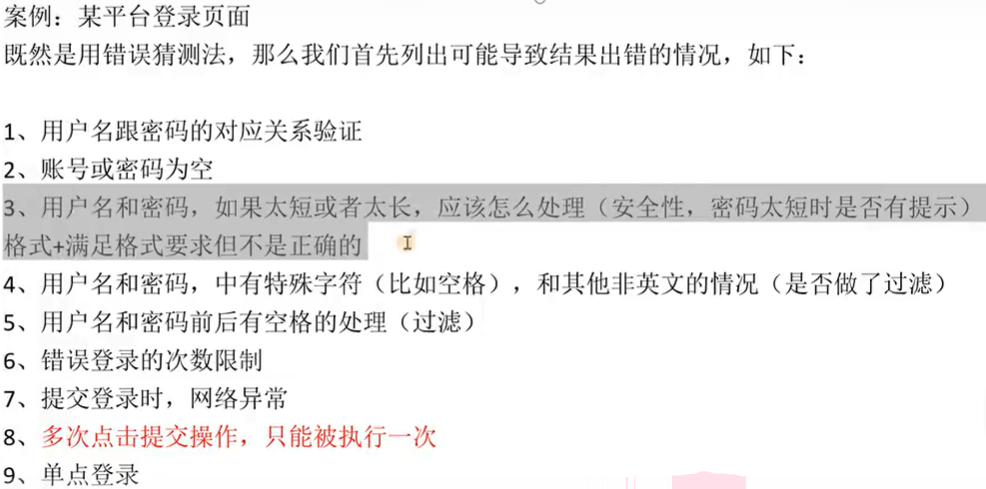 案例：某平台登录页面
既然是用错误猜测法，那么我们首先列出可能导致结果出错的情况，如下：
1、用户名跟密码的对应关系验证
2、账号或密码为空
3、用户名和密码，如果太短或者太长，应该怎么处理（安全性，密码太短时是否有提示）
格式+满足格式要求但不是正确的
4、用户名和密码，中有特殊字符（比如空格），和其他非英文的情况（是否做了过滤）
5、用户名和密码前后有空格的处理（过滤）
6、错误登录的次数限制
7、提交登录时，网络异常
8、多次点击提交操作，只能被执行一次
9、单点登录